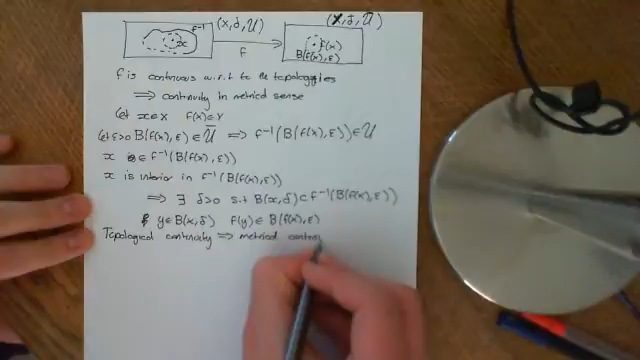 (X, d, 𝒰) (Y, d̄, 𝒰̄)
f⁻¹
x f f(x)
B(f(x), ε)
f is continuous w.r.t to the topologies
⟹ continuity in metrical sense
Let x∈X f(x)∈Y
Let ε>0 B(f(x), ε) ∈ 𝒰̄ ⟹ f⁻¹(B(f(x), ε)) ∈ 𝒰
x ∈ f⁻¹(B(f(x), ε))
x is interior in f⁻¹(B(f(x), ε))
⟹ ∃ δ>0 s.t B(x, δ) ⊂ f⁻¹(B(f(x), ε))
y ∈ B(x, δ) f(y) ∈ B(f(x), ε)
Topological continuity ⟹ metrical contin